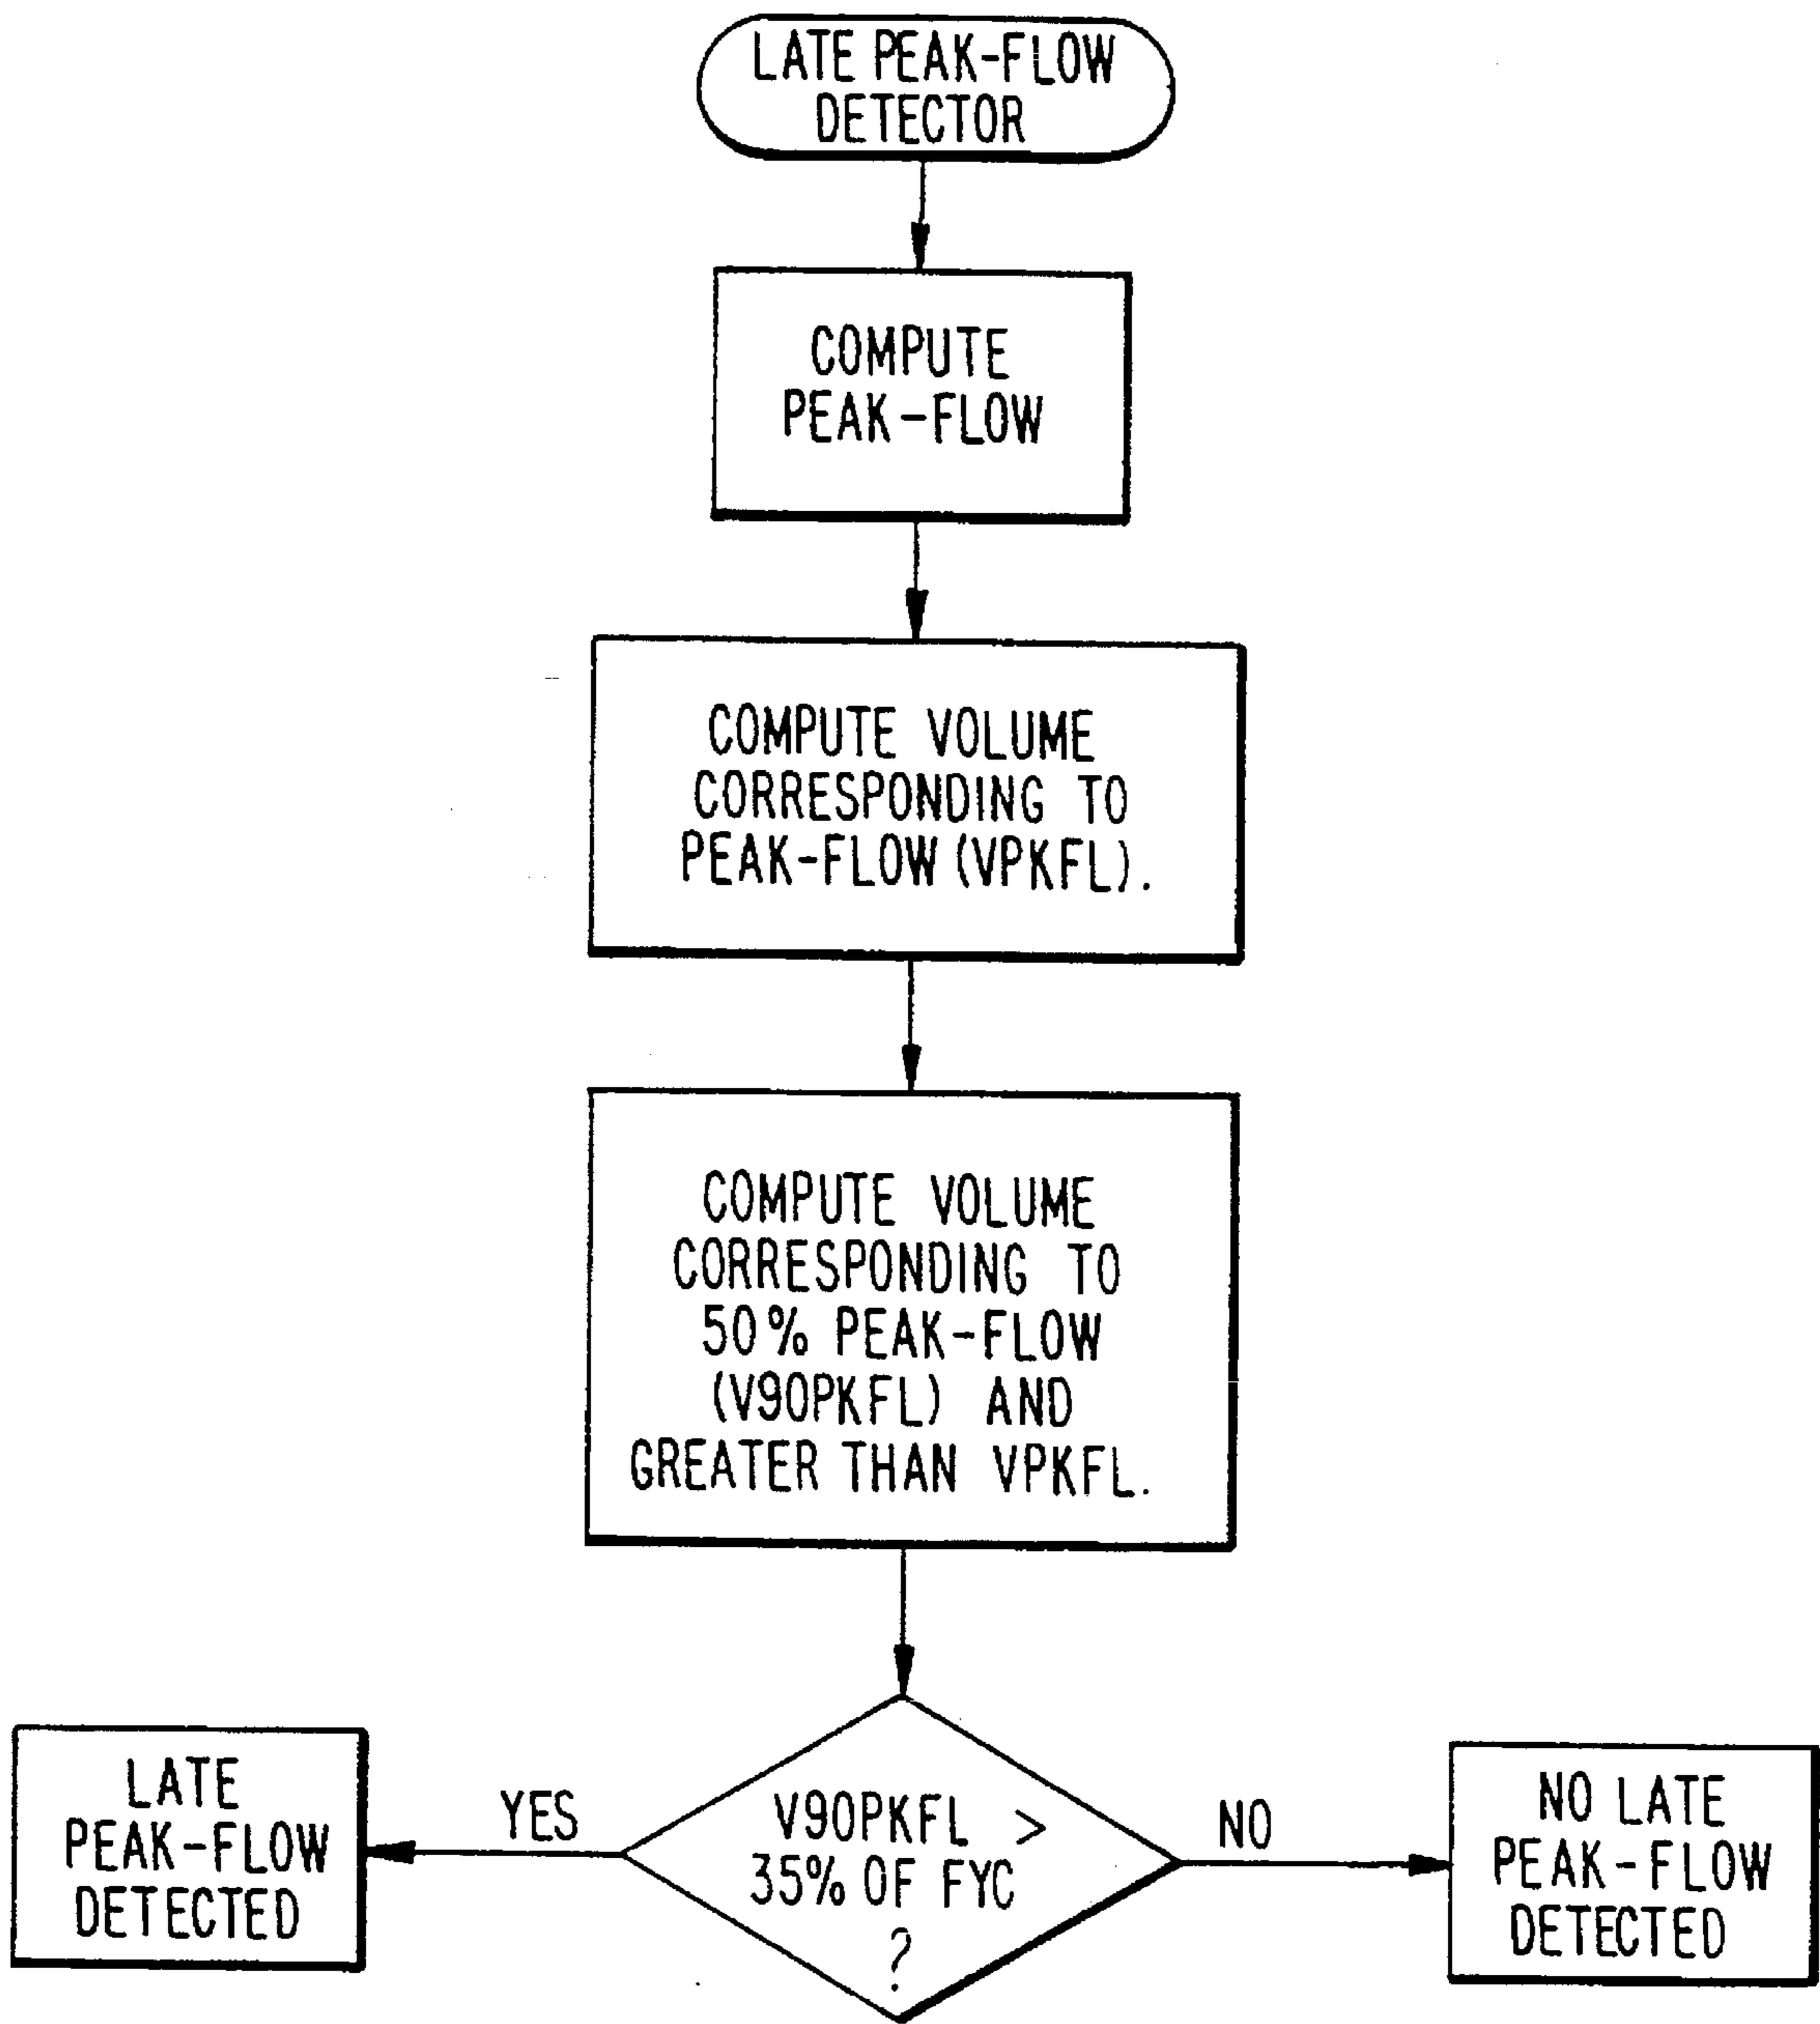 LATE PEAK-FLOW
DETECTOR
COMPUTE
PEAK-FLOW
COMPUTE VOLUME
CORRESPONDING TO
PEAK-FLOW (VPKFL).
COMPUTE VOLUME
CORRESPONDING TO
50% PEAK-FLOW
(V90PKFL) AND
GREATER THAN VPKFL.
V90PKFL >
35% OF FYC
?
YES
LATE
PEAK-FLOW
DETECTED
NO
NO LATE
PEAK-FLOW
DETECTED